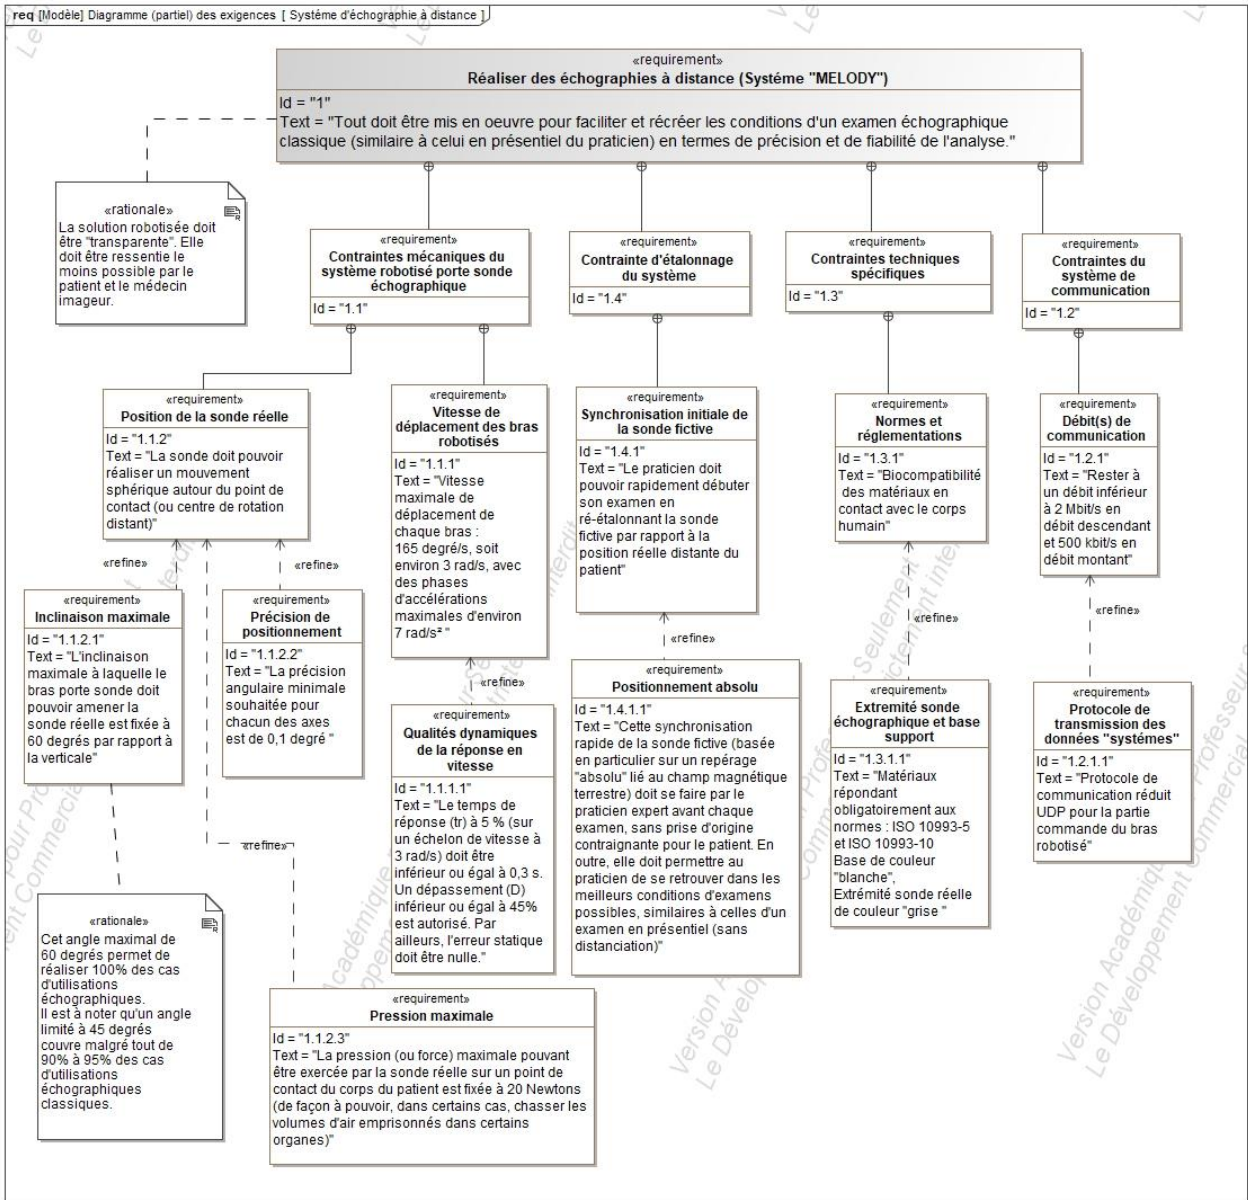 req [Modèle] Diagramme (partiel) des exigences [ Systéme d'échographie à distance ]
«requirement»
Réaliser des échographies à distance (Systéme "MELODY")
Id = "1"
Text = "Tout doit être mis en oeuvre pour faciliter et récréer les conditions d'un examen échographique
classique (similaire à celui en présentiel du praticien) en termes de précision et de fiabilité de l'analyse."
«rationale»
La solution robotisée doit
être "transparente". Elle
doit être ressentie le
moins possible par le
patient et le médecin
imageur.
«requirement»
Contraintes mécaniques du
système robotisé porte sonde
échographique
Id = "1.1"
«requirement»
Contrainte d'étalonnage
du système
Id = "1.4"
«requirement»
Contraintes techniques
spécifiques
Id = "1.3"
«requirement»
Contraintes du
système de
communication
Id = "1.2"
«requirement»
Position de la sonde réelle
Id = "1.1.2"
Text = "La sonde doit pouvoir
réaliser un mouvement
sphérique autour du point de
contact (ou centre de rotation
distant)"
«requirement»
Vitesse de
déplacement des bras
robotisés
Id = "1.1.1"
Text = "Vitesse
maximale de
déplacement de
chaque bras :
165 degré/s, soit
environ 3 rad/s, avec
des phases
d'accélérations
maximales d'environ
7 rad/s² "
«requirement»
Synchronisation initiale de
la sonde fictive
Id = "1.4.1"
Text = "Le praticien doit
pouvoir rapidement débuter
son examen en
ré-étalonnant la sonde
fictive par rapport à la
position réelle distante du
patient"
«requirement»
Normes et
réglementations
Id = "1.3.1"
Text = "Biocompatibilité
des matériaux en
contact avec le corps
humain"
«requirement»
Débit(s) de
communication
Id = "1.2.1"
Text = "Rester à
un débit inférieur
à 2 Mbit/s en
débit descendant
et 500 kbit/s en
débit montant"
«refine»
«refine»
«refine»
«refine»
«refine»
«refine»
«refine»
«requirement»
Inclinaison maximale
Id = "1.1.2.1"
Text = "L'inclinaison
maximale à laquelle le
bras porte sonde doit
pouvoir amener la
sonde réelle est fixée à
60 degrés par rapport à
la verticale"
«requirement»
Précision de
positionnement
Id = "1.1.2.2"
Text = "La précision
angulaire minimale
souhaitée pour
chacun des axes
est de 0,1 degré "
«requirement»
Qualités dynamiques
de la réponse en
vitesse
Id = "1.1.1.1"
Text = "Le temps de
réponse (tr) à 5 % (sur
un échelon de vitesse à
3 rad/s) doit être
inférieur ou égal à 0,3 s.
Un dépassement (D)
inférieur ou égal à 45%
est autorisé. Par
ailleurs, l'erreur statique
doit être nulle."
«requirement»
Positionnement absolu
Id = "1.4.1.1"
Text = "Cette synchronisation
rapide de la sonde fictive (basée
en particulier sur un repérage
"absolu" lié au champ magnétique
terrestre) doit se faire par le
praticien expert avant chaque
examen, sans prise d'origine
contraignante pour le patient. En
outre, elle doit permettre au
praticien de se retrouver dans les
meilleurs conditions d'examens
possibles, similaires à celles d'un
examen en présentiel (sans
distanciation)"
«requirement»
Extremité sonde
échographique et base
support
Id = "1.3.1.1"
Text = "Matériaux
répondant
obligatoirement aux
normes : ISO 10993-5
et ISO 10993-10
Base de couleur
"blanche",
Extrémité sonde réelle
de couleur "grise "
«requirement»
Protocole de
transmission des
données "systémes"
Id = "1.2.1.1"
Text = "Protocole de
communication réduit
UDP pour la partie
commande du bras
robotisé"
«rationale»
Cet angle maximal de
60 degrés permet de
réaliser 100% des cas
d'utilisations
échographiques.
Il est à noter qu'un angle
limité à 45 degrés
couvre malgré tout de
90% à 95% des cas
d'utilisations
échographiques
classiques.
«requirement»
Pression maximale
Id = "1.1.2.3"
Text = "La pression (ou force) maximale pouvant
être exercée par la sonde réelle sur un point de
contact du corps du patient est fixée à 20 Newtons
(de façon à pouvoir, dans certains cas, chasser les
volumes d'air emprisonnés dans certains
organes)"